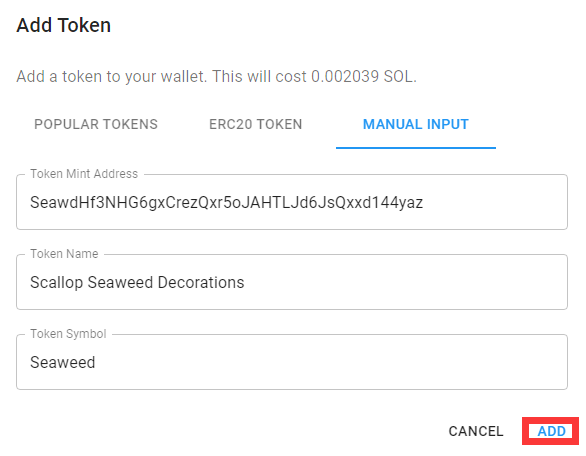 Add Token
Add a token to your wallet. This will cost 0.002039 SOL.
POPULAR TOKENS ERC20 TOKEN MANUAL INPUT
Token Mint Address
SeawdHf3NHG6gxCrezQxr5oJAHTLJd6JsQxxd144yaz
Token Name
Scallop Seaweed Decorations
Token Symbol
Seaweed
CANCEL ADD